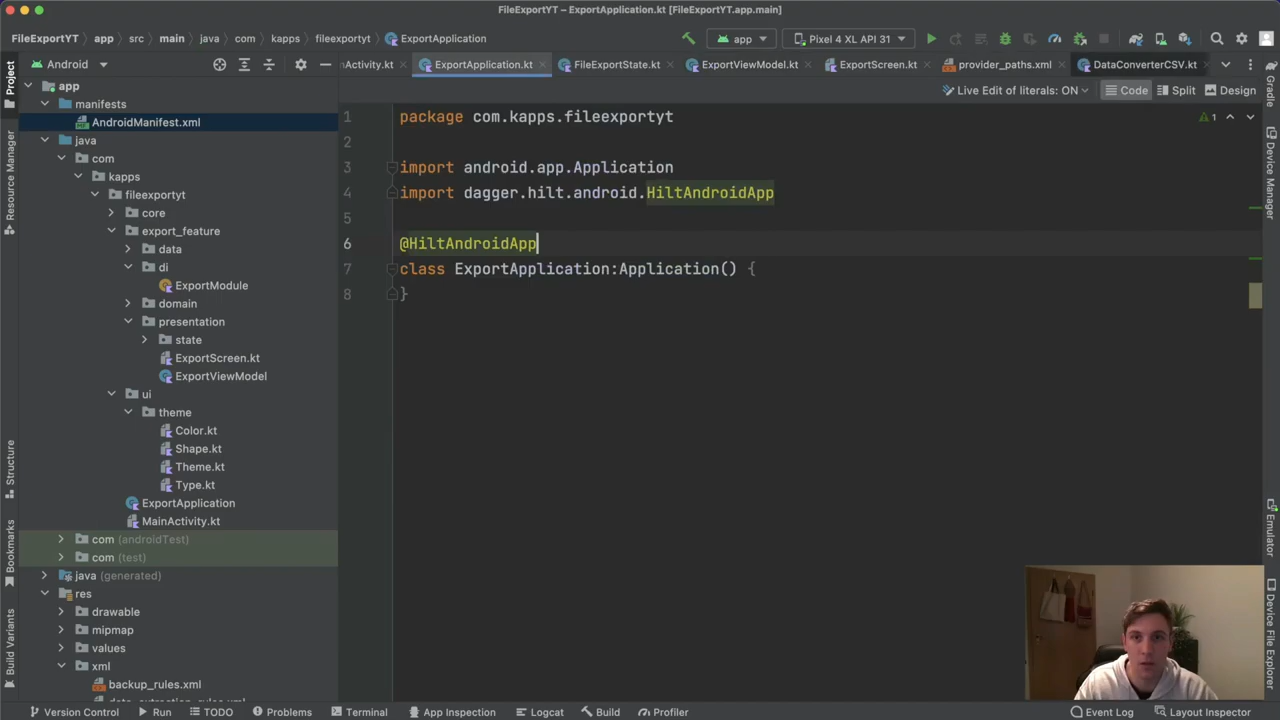 FileExportYT – ExportApplication.kt [FileExportYT.app.main]
FileExportYT app src main java com kapps fileexportyt ExportApplication
app Pixel 4 XL API 31
Android
nActivity.kt ExportApplication.kt FileExportState.kt ExportViewModel.kt ExportScreen.kt provider_paths.xml DataConverterCSV.kt
Live Edit of literals: ON Code Split Design
Project
Resource Manager
Structure
Bookmarks
Build Variants
app
manifests
AndroidManifest.xml
java
com
kapps
fileexportyt
core
export_feature
data
di
ExportModule
domain
presentation
state
ExportScreen.kt
ExportViewModel
ui
theme
Color.kt
Shape.kt
Theme.kt
Type.kt
ExportApplication
MainActivity.kt
com (androidTest)
com (test)
java (generated)
res
drawable
mipmap
values
xml
backup_rules.xml
1 package com.kapps.fileexportyt
2
3 import android.app.Application
4 import dagger.hilt.android.HiltAndroidApp
5
6 @HiltAndroidApp
7 class ExportApplication:Application() {
8 }
1
Gradle
Device Manager
Emulator
Device File Explorer
Version Control Run TODO Problems Terminal App Inspection Logcat Build Profiler Event Log Layout Inspector